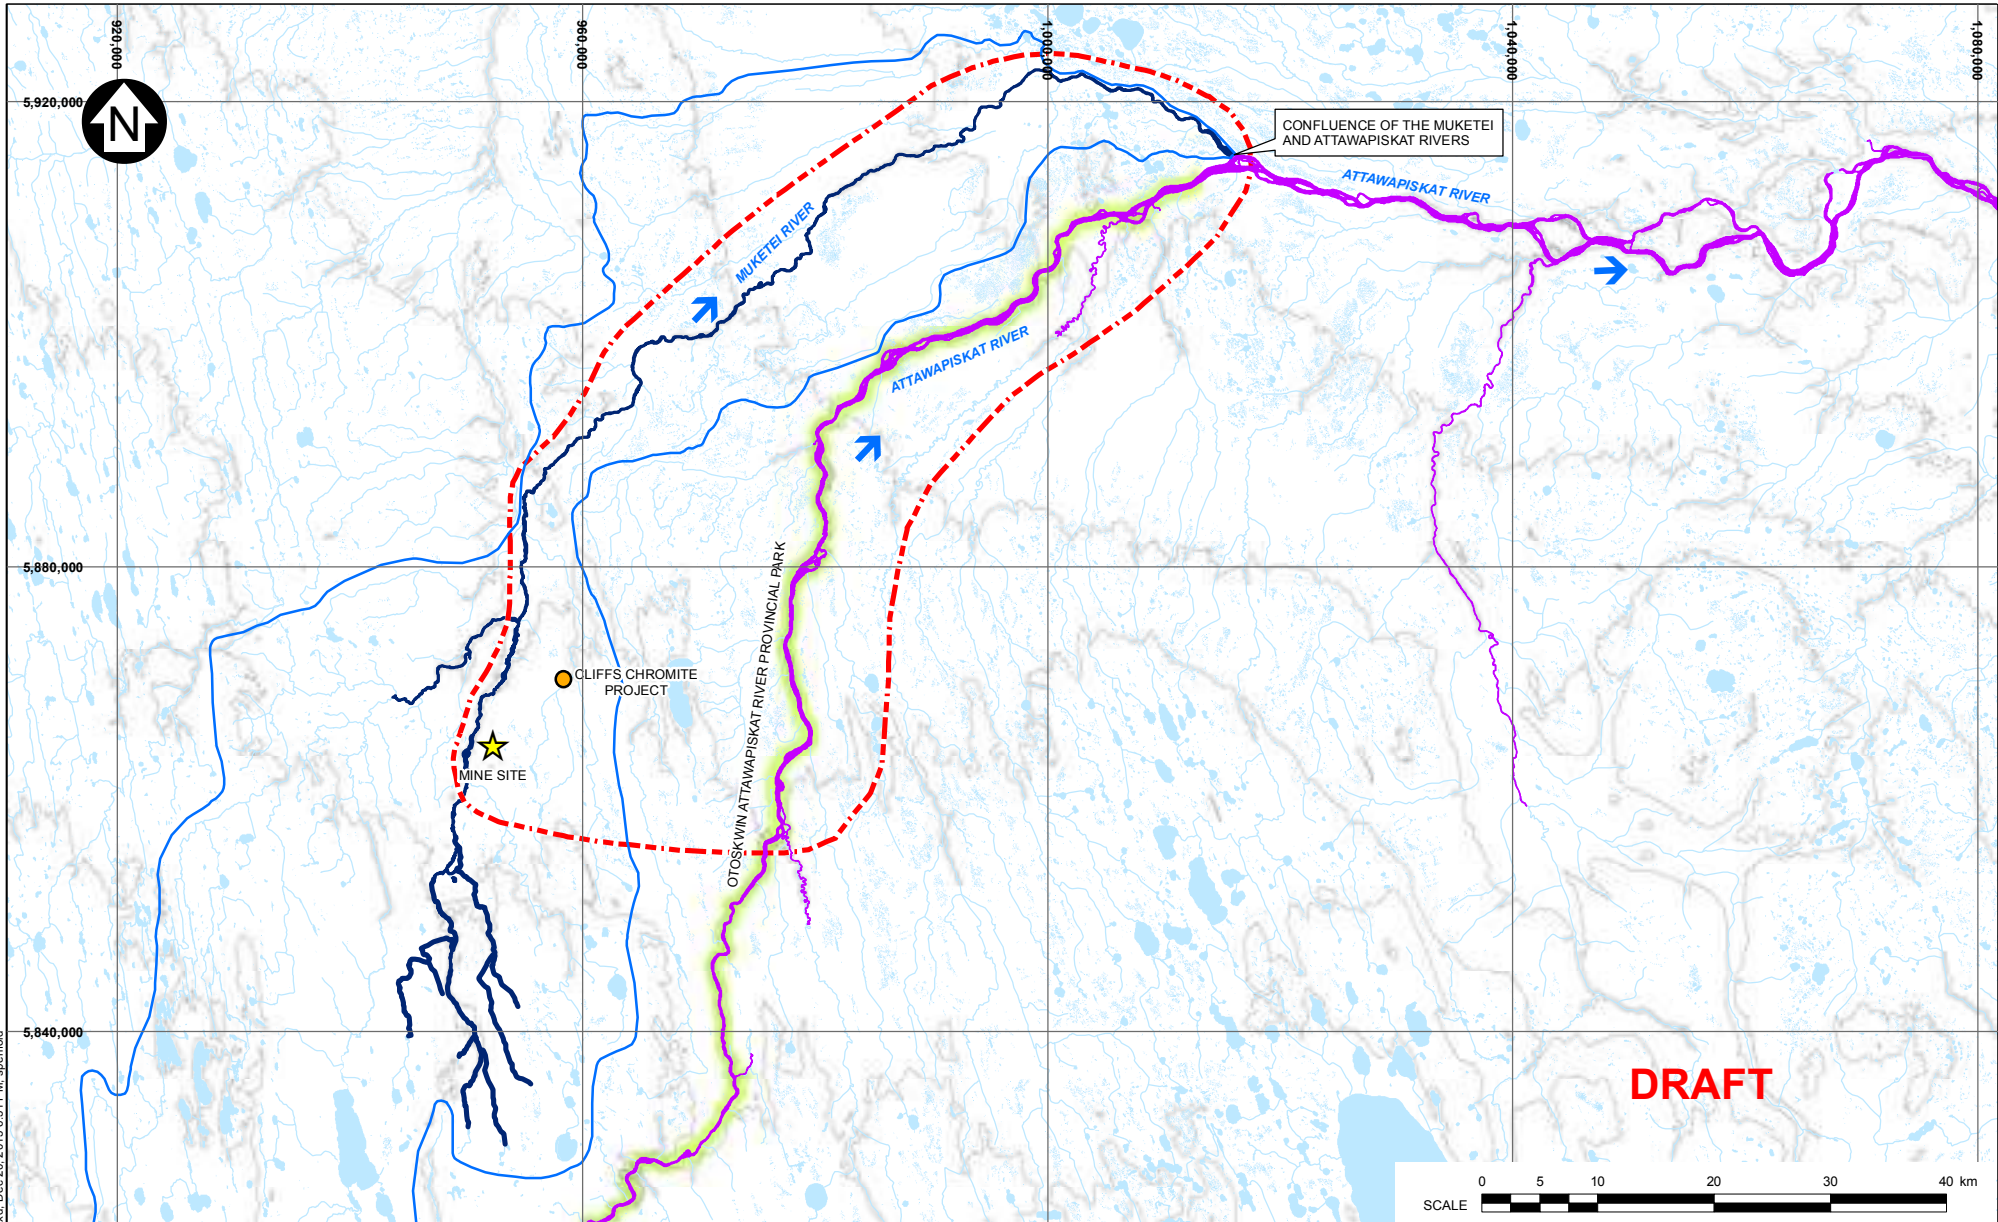 920,000
960,000
1,000,000
1,040,000
1,080,000
5,920,000
N
CONFLUENCE OF THE MUKETEI
AND ATTAWAPISKAT RIVERS
ATTAWAPISKAT RIVER
MUKETEI RIVER
ATTAWAPISKAT RIVER
5,880,000
OTOSKWIN ATTAWAPISKAT RIVER PROVINCIAL PARK
CLIFFS CHROMITE
PROJECT
MINE SITE
5,840,000
DRAFT
0 5 10 20 30 40 km
SCALE